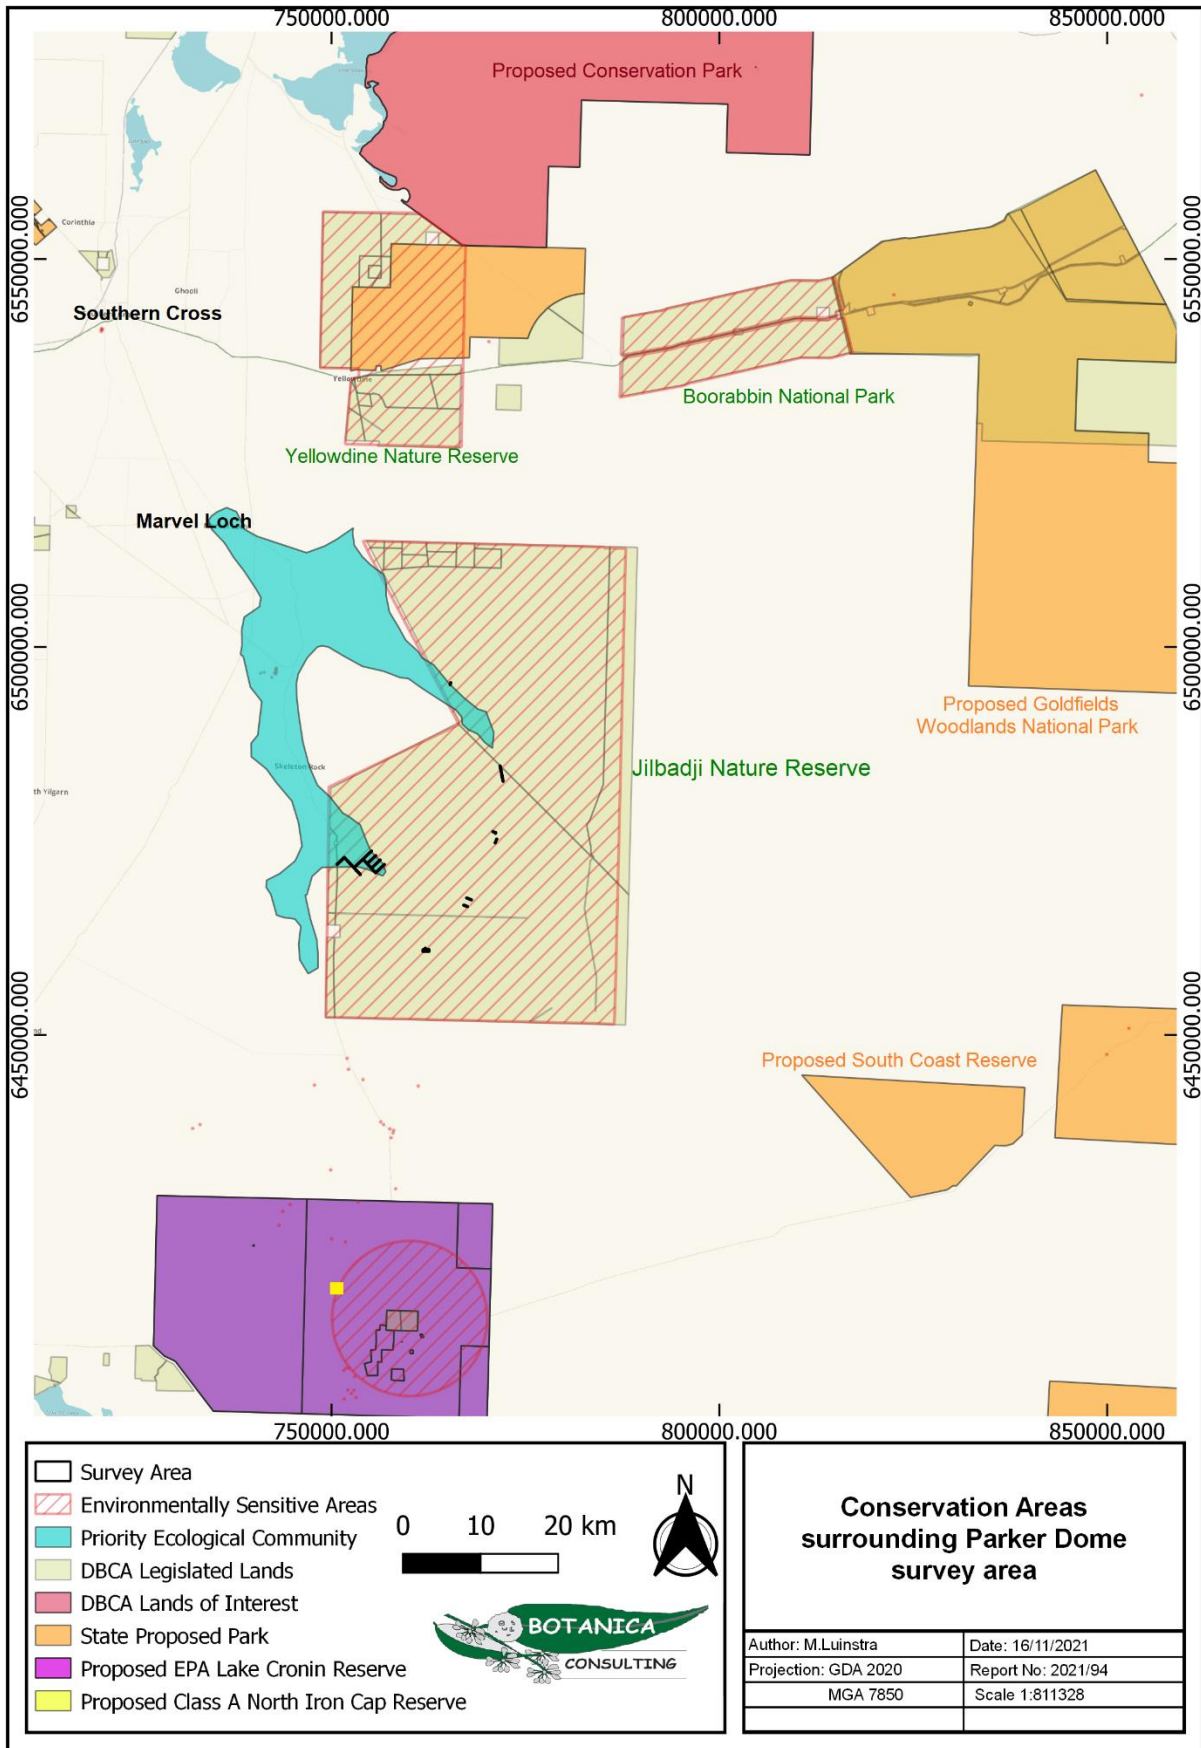 750000.000
800000.000
850000.000
Proposed Conservation Park
6550000.000
6550000.000
Corinthia
Ghooli
Southern Cross
Boorabbin National Park
Yellowdine Nature Reserve
Marvel Loch
6500000.000
6500000.000
Proposed Goldfields
Woodlands National Park
Skeleton Rock
Jilbadji Nature Reserve
th Yilgarn
6450000.000
6450000.000
Proposed South Coast Reserve
750000.000
800000.000
850000.000
Survey Area
Environmentally Sensitive Areas
Priority Ecological Community
DBCA Legislated Lands
DBCA Lands of Interest
State Proposed Park
Proposed EPA Lake Cronin Reserve
Proposed Class A North Iron Cap Reserve
0 10 20 km
N
BOTANICA
CONSULTING
Conservation Areas
surrounding Parker Dome
survey area
Author: M.Luinstra
Date: 16/11/2021
Projection: GDA 2020
Report No: 2021/94
MGA 7850
Scale 1:811328